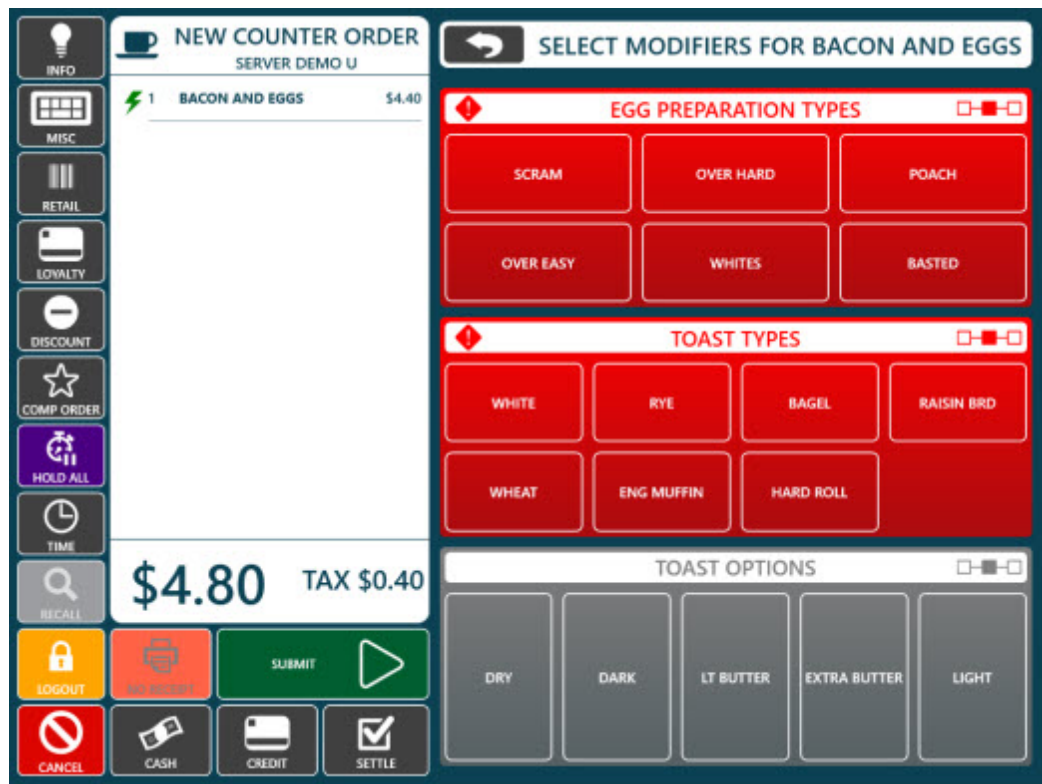 INFO
MISC
RETAIL
LOYALTY
DISCOUNT
COMP ORDER
HOLD ALL
TIME
RECALL
LOGOUT
CANCEL
NEW COUNTER ORDER
SERVER DEMO U
1 BACON AND EGGS $4.40
$4.80 TAX $0.40
NO RECEIPT
SUBMIT
CASH
CREDIT
SETTLE
SELECT MODIFIERS FOR BACON AND EGGS
EGG PREPARATION TYPES
SCRAM OVER HARD POACH
OVER EASY WHITES BASTED
TOAST TYPES
WHITE RYE BAGEL RAISIN BRD
WHEAT ENG MUFFIN HARD ROLL
TOAST OPTIONS
DRY DARK LT BUTTER EXTRA BUTTER LIGHT